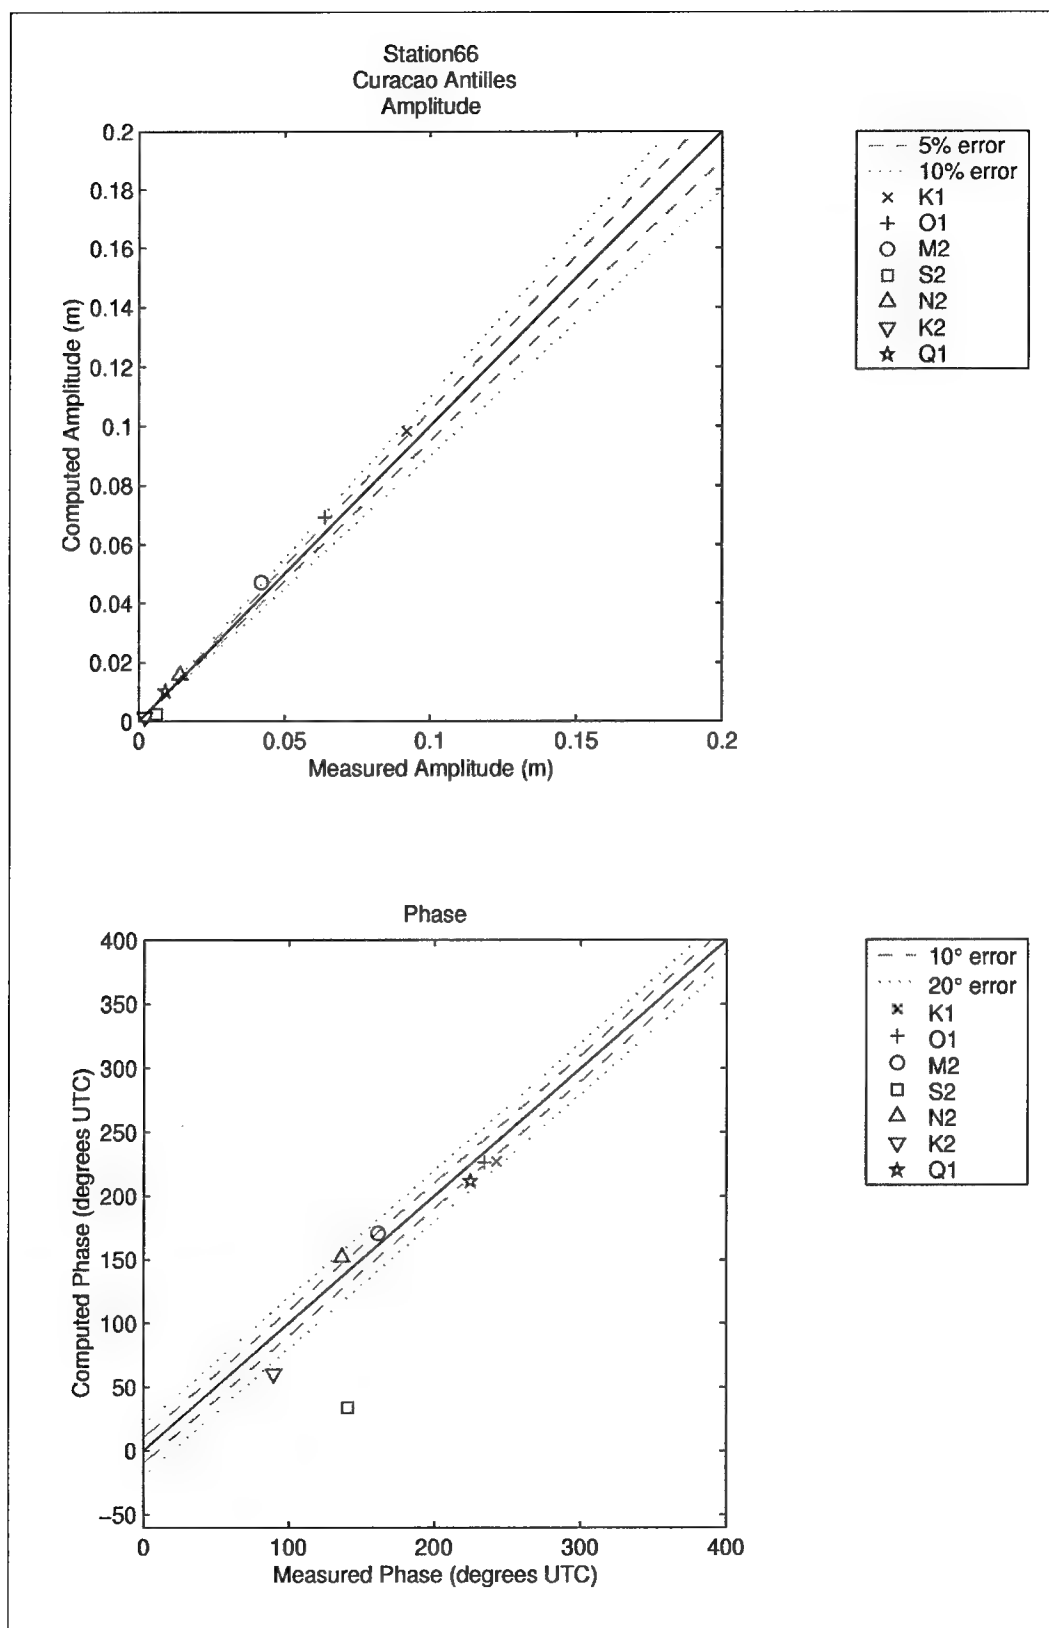 Station66
Curacao Antilles
Amplitude
0.2
0.18
0.16
0.14
0.12
0.1
0.08
0.06
0.04
0.02
0
Computed Amplitude (m)
0 0.05 0.1 0.15 0.2
Measured Amplitude (m)
5% error
10% error
K1
O1
M2
S2
N2
K2
Q1
Phase
400
350
300
250
200
150
100
50
0
−50
Computed Phase (degrees UTC)
0 100 200 300 400
Measured Phase (degrees UTC)
10° error
20° error
K1
O1
M2
S2
N2
K2
Q1